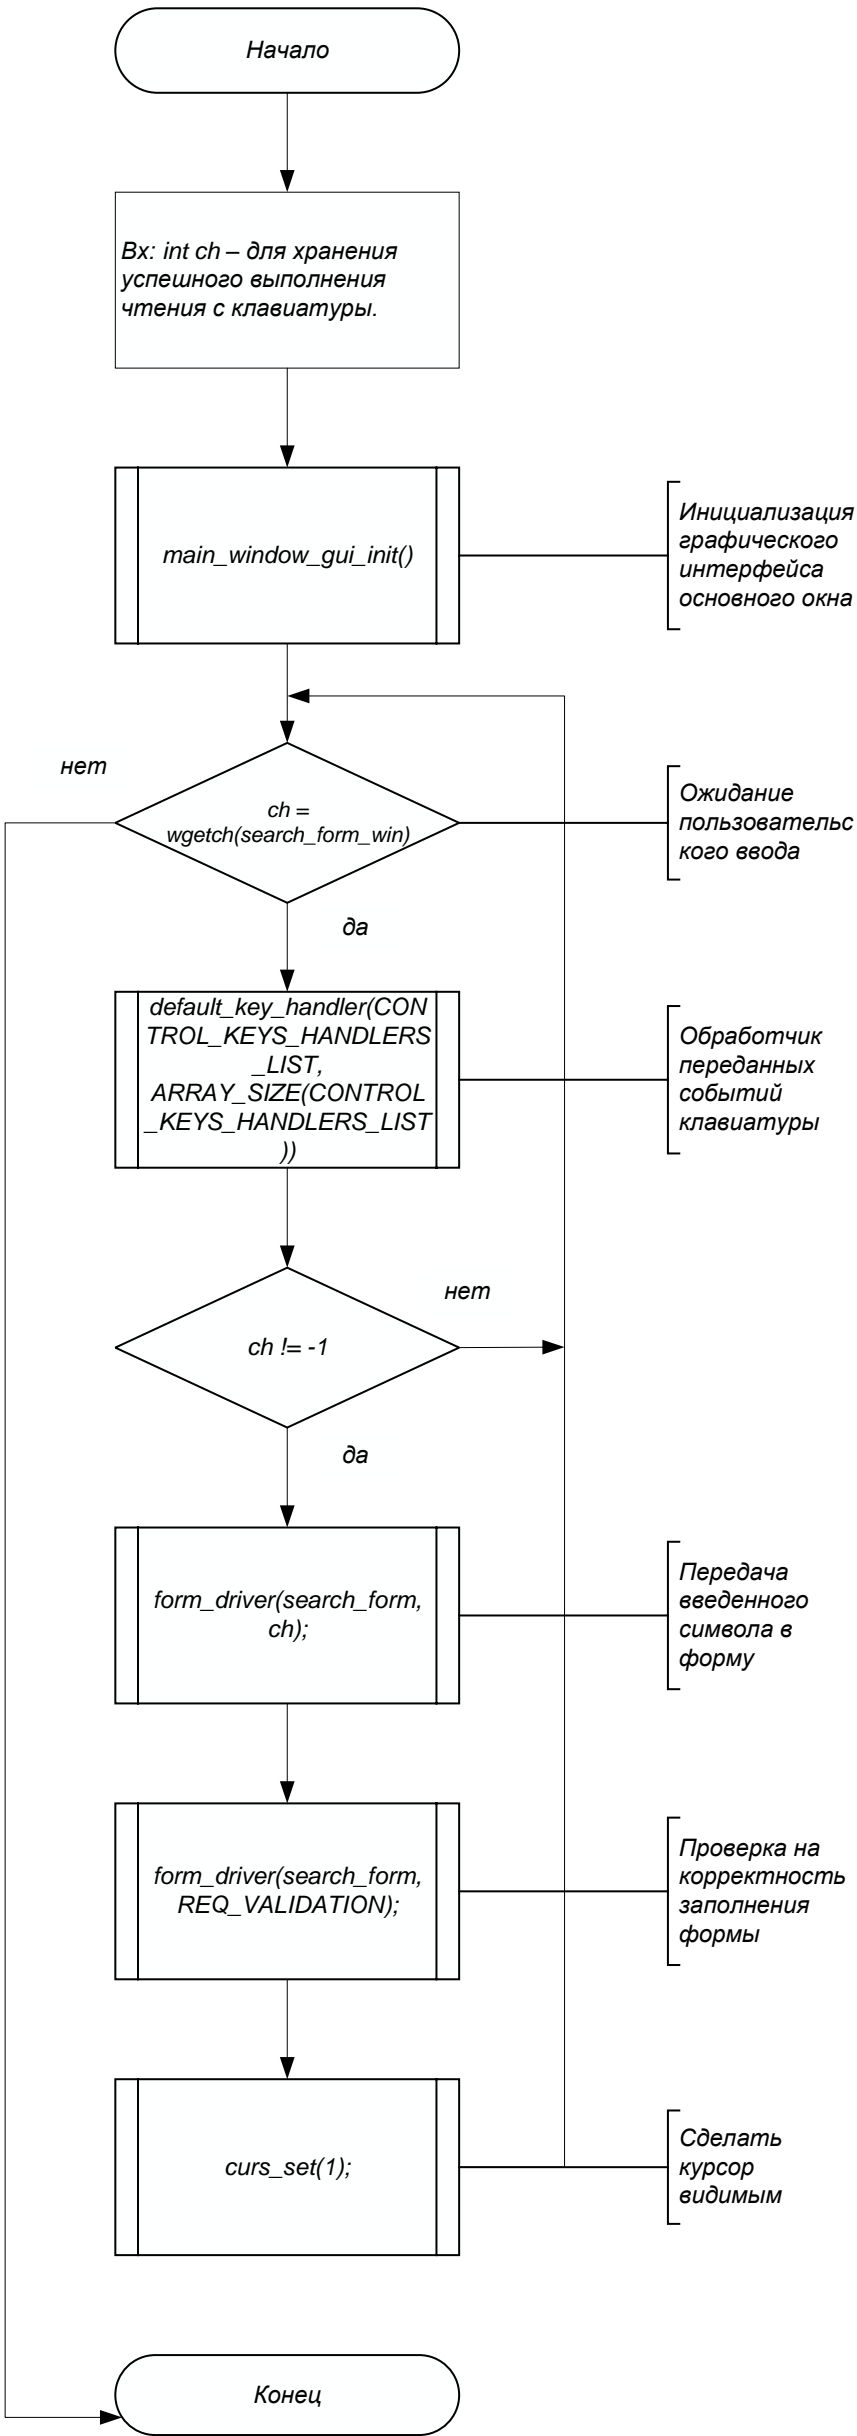 Начало
Вх: int ch – для хранения
успешного выполнения
чтения с клавиатуры.
main_window_gui_init()
Инициализация
графического
интерфейса
основного окна
нет
ch =
wgetch(search_form_win)
Ожидание
пользовательс
кого ввода
да
default_key_handler(CON
TROL_KEYS_HANDLERS
_LIST,
ARRAY_SIZE(CONTROL
_KEYS_HANDLERS_LIST
))
Обработчик
переданных
событий
клавиатуры
нет
ch != -1
да
form_driver(search_form,
ch);
Передача
введенного
символа в
форму
form_driver(search_form,
REQ_VALIDATION);
Проверка на
корректность
заполнения
формы
curs_set(1);
Сделать
курсор
видимым
Конец